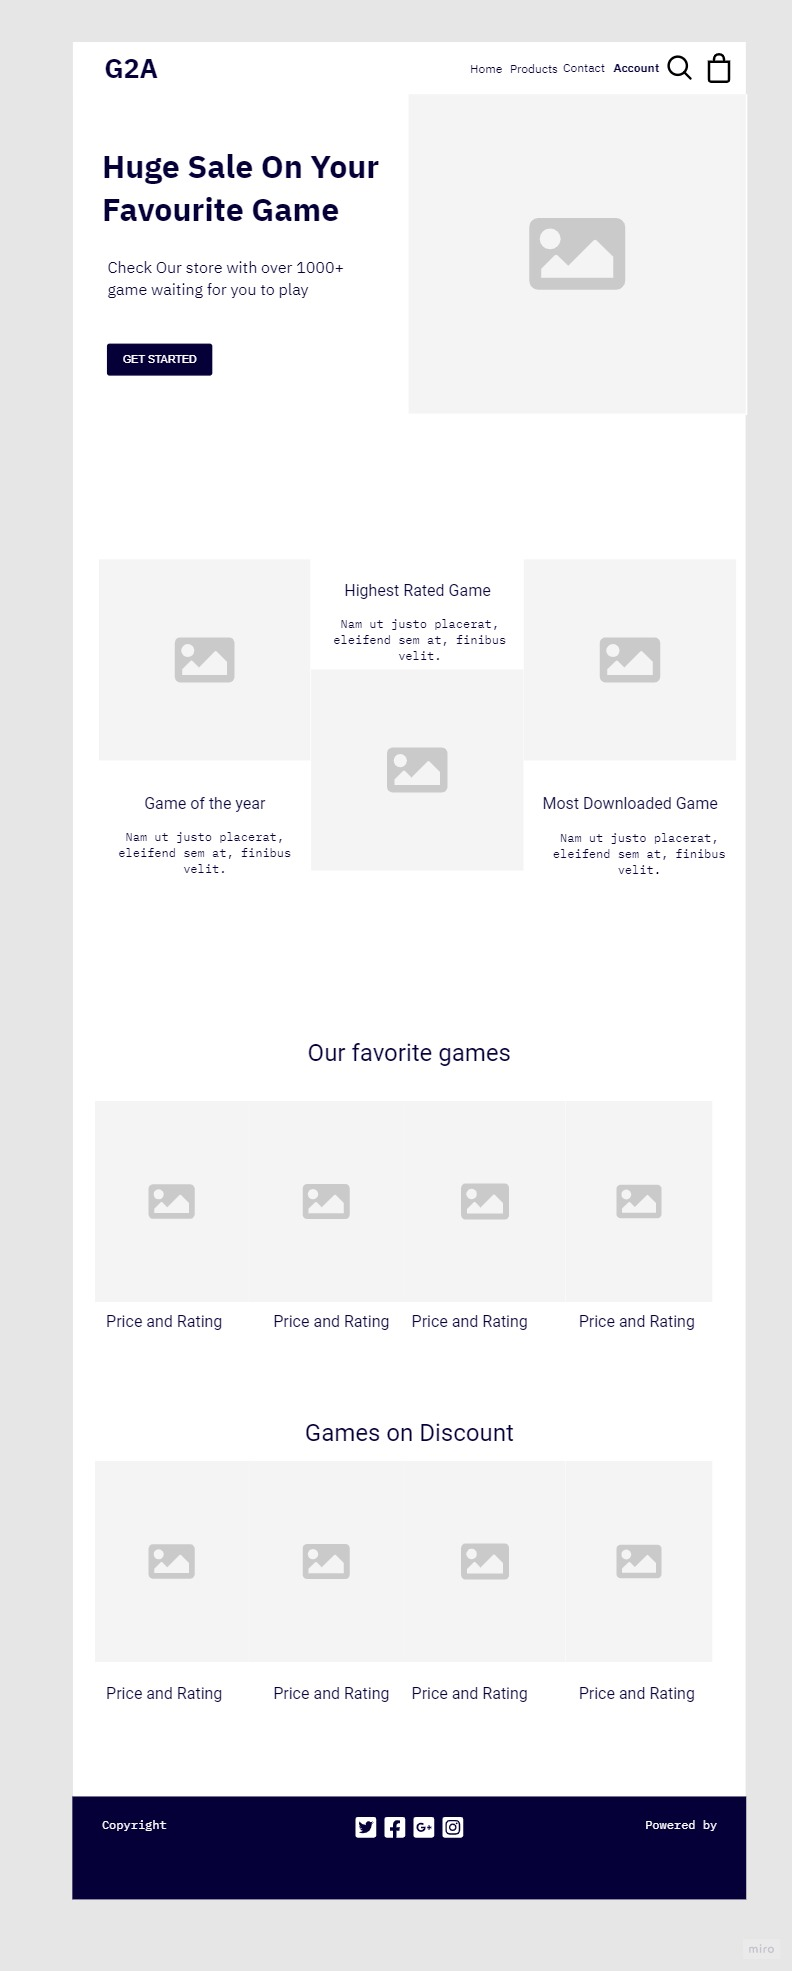 G2A
Home Products Contact Account
Huge Sale On Your
Favourite Game
Check Our store with over 1000+
game waiting for you to play
GET STARTED
Highest Rated Game
Nam ut justo placerat,
eleifend sem at, finibus
velit.
Game of the year
Nam ut justo placerat,
eleifend sem at, finibus
velit.
Most Downloaded Game
Nam ut justo placerat,
eleifend sem at, finibus
velit.
Our favorite games
Price and Rating Price and Rating Price and Rating Price and Rating
Games on Discount
Price and Rating Price and Rating Price and Rating Price and Rating
Copyright
G+
Powered by
miro